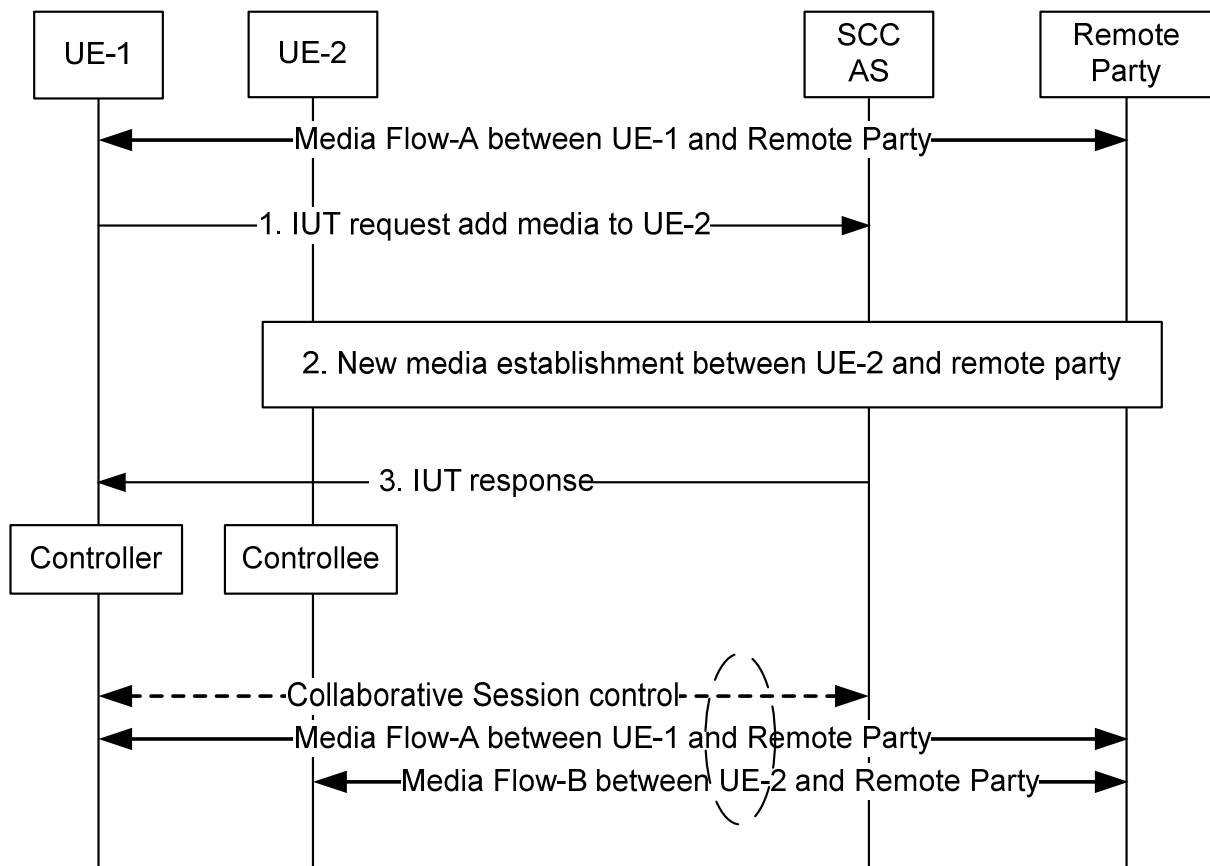 UE-1
UE-2
SCC
AS
Remote
Party
Media Flow-A between UE-1 and Remote Party
1. IUT request add media to UE-2
2. New media establishment between UE-2 and remote party
3. IUT response
Controller
Controllee
Collaborative Session control
Media Flow-A between UE-1 and Remote Party
Media Flow-B between UE-2 and Remote Party